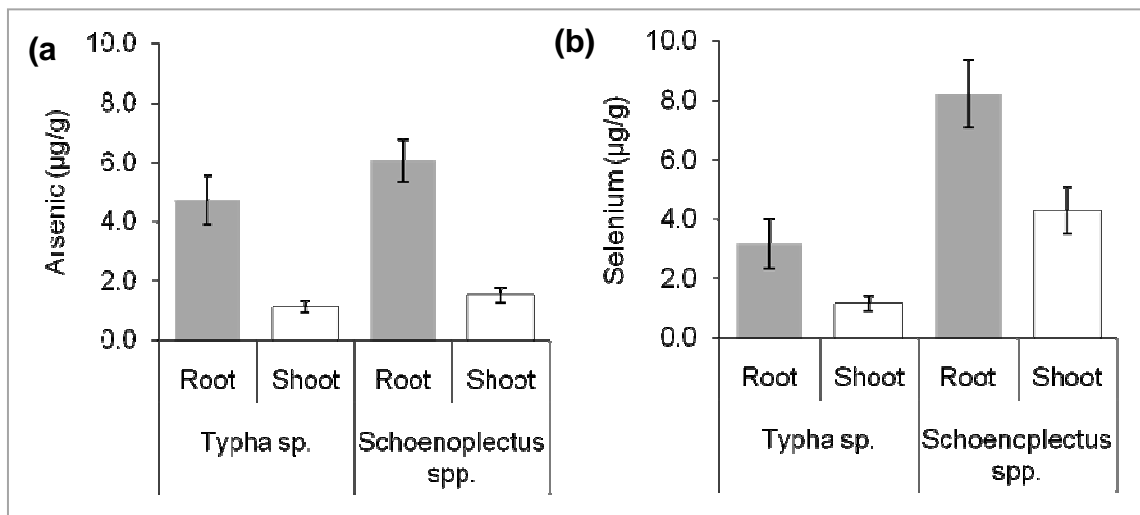 (a
Arsenic (µg/g)
10.0
8.0
6.0
4.0
2.0
0.0
Root Shoot Root Shoot
Typha sp. Schoenoplectus
spp.
(b)
Selenium (µg/g)
10.0
8.0
6.0
4.0
2.0
0.0
Root Shoot Root Shoot
Typha sp. Schoencplectus
spp.